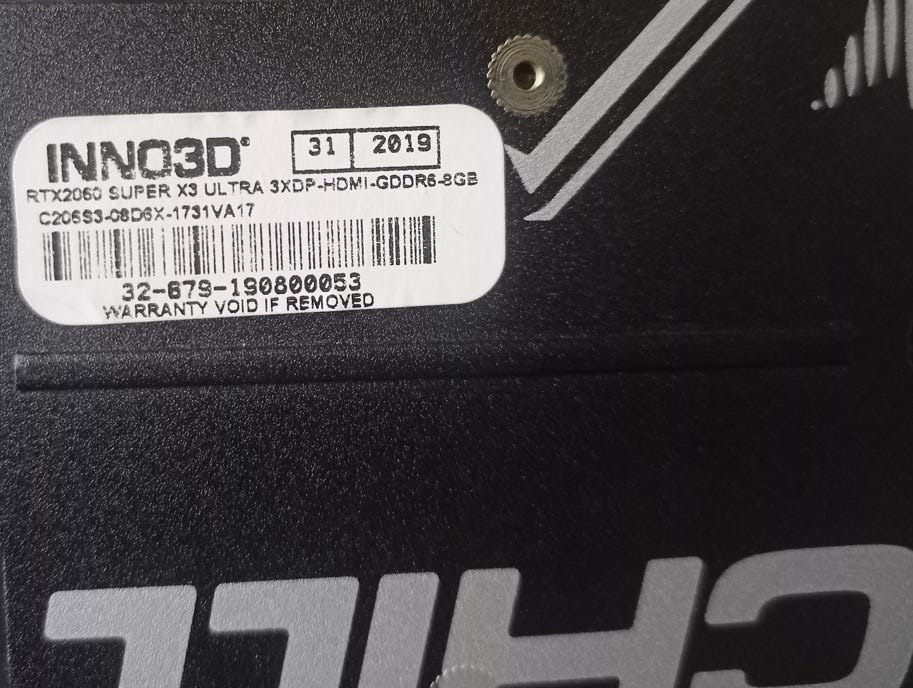 INNO3D®
31 2019
RTX2060 SUPER X3 ULTRA 3XDP-HDMI-GDDR6-8GB
C206S3-08D6X-1731VA17
32-679-190800053
WARRANTY VOID IF REMOVED
CHILL